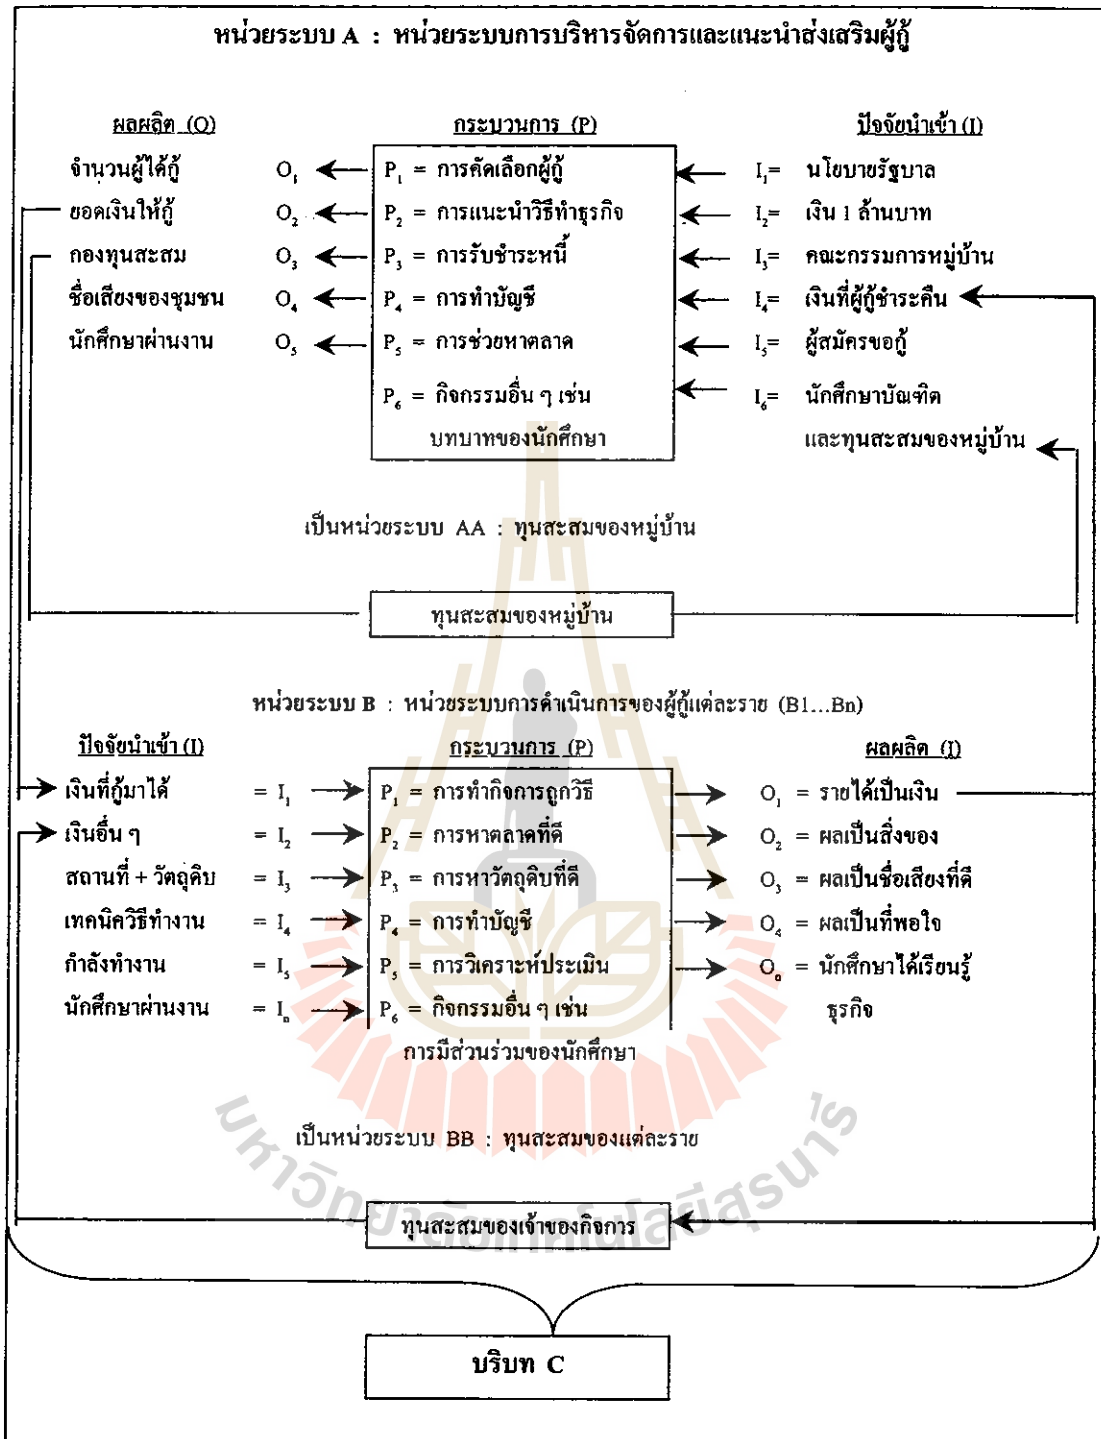 หน่วยระบบ A : หน่วยระบบการบริหารจัดการและแนะนำส่งเสริมผู้กู้
ผลผลิต (O) กระบวนการ (P) ปัจจัยนำเข้า (I)
จำนวนผู้ได้กู้ O₁ P₁ = การคัดเลือกผู้กู้ I₁= นโยบายรัฐบาล
ยอดเงินให้กู้ O₂ P₂ = การแนะนำวิธีทำธุรกิจ I₂= เงิน 1 ล้านบาท
กองทุนสะสม O₃ P₃ = การรับชำระหนี้ I₃= คณะกรรมการหมู่บ้าน
ชื่อเสียงของชุมชน O₄ P₄ = การทำบัญชี I₄= เงินที่ผู้กู้ชำระคืน
นักศึกษาผ่านงาน O₅ P₅ = การช่วยหาตลาด I₅= ผู้สมัครขอกู้
P₆ = กิจกรรมอื่น ๆ เช่น I₆= นักศึกษาบัณฑิต
บทบาทของนักศึกษา และทุนสะสมของหมู่บ้าน
เป็นหน่วยระบบ AA : ทุนสะสมของหมู่บ้าน
ทุนสะสมของหมู่บ้าน
หน่วยระบบ B : หน่วยระบบการดำเนินการของผู้กู้แต่ละราย (B1...Bn)
ปัจจัยนำเข้า (I) กระบวนการ (P) ผลผลิต (I)
เงินที่กู้มาได้ = I₁ P₁ = การทำกิจการถูกวิธี O₁ = รายได้เป็นเงิน
เงินอื่น ๆ = I₂ P₂ = การหาตลาดที่ดี O₂ = ผลเป็นสิ่งของ
สถานที่ + วัตถุดิบ = I₃ P₃ = การหาวัตถุดิบที่ดี O₃ = ผลเป็นชื่อเสียงที่ดี
เทคนิควิธีทำงาน = I₄ P₄ = การทำบัญชี O₄ = ผลเป็นที่พอใจ
กำลังทำงาน = I₅ P₅ = การวิเคราะห์ประเมิน Oₙ = นักศึกษาได้เรียนรู้
นักศึกษาผ่านงาน = Iₙ P₆ = กิจกรรมอื่น ๆ เช่น ธุรกิจ
การมีส่วนร่วมของนักศึกษา
เป็นหน่วยระบบ BB : ทุนสะสมของแต่ละราย
ทุนสะสมของเจ้าของกิจการ
มหาวิทยาลัยเทคโนโลยีสุรนารี
บริบท C